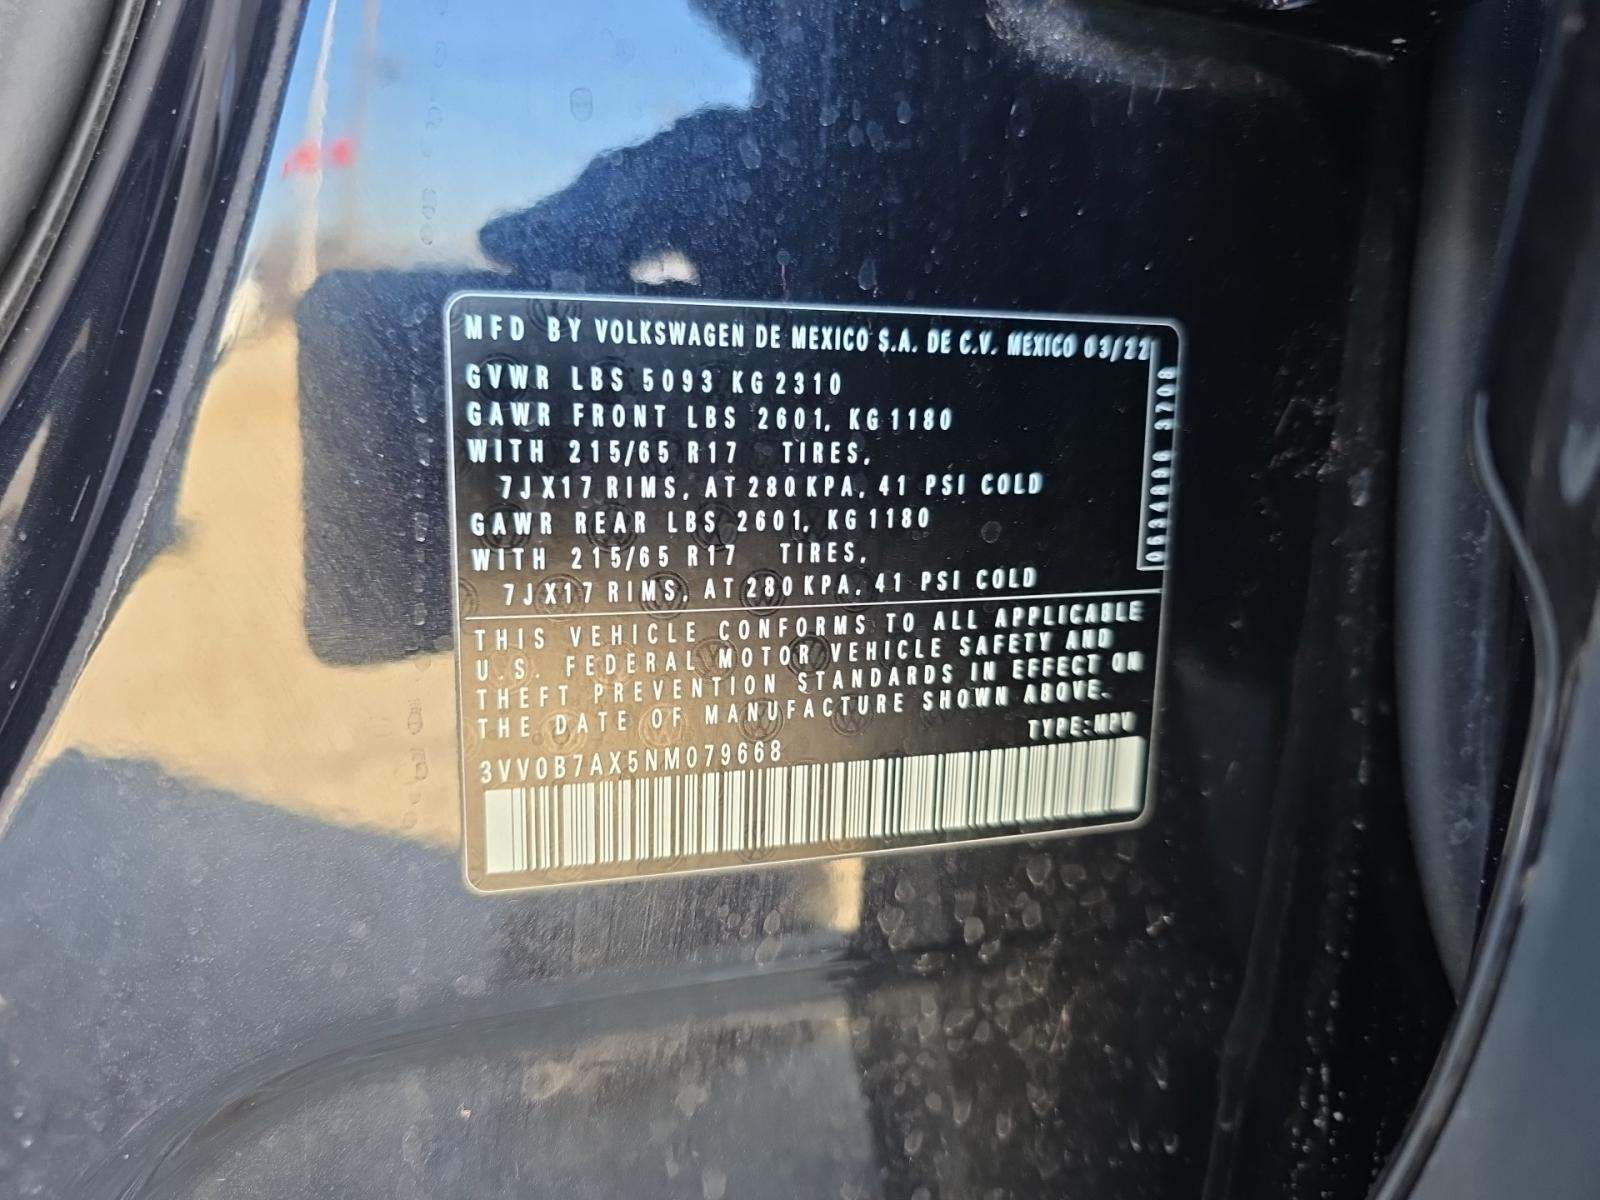 MFD BY VOLKSWAGEN DE MEXICO S.A. DE C.V. MEXICO 03/22
GVWR LBS 5093 KG 2310
GAWR FRONT LBS 2601, KG 1180
WITH 215/65 R17 TIRES,
7JX17 RIMS, AT 280 KPA, 41 PSI COLD
GAWR REAR LBS 2601, KG 1180
WITH 215/65 R17 TIRES,
7JX17 RIMS, AT 280 KPA, 41 PSI COLD
THIS VEHICLE CONFORMS TO ALL APPLICABLE
U.S. FEDERAL MOTOR VEHICLE SAFETY AND
THEFT PREVENTION STANDARDS IN EFFECT ON
THE DATE OF MANUFACTURE SHOWN ABOVE.
TYPE:MPV
3VV0B7AX5NM079668